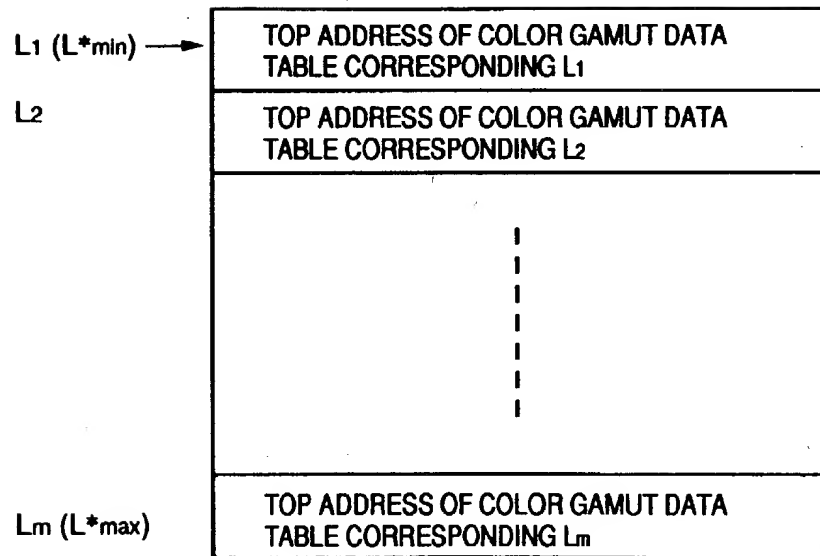 L1 (L*min)
TOP ADDRESS OF COLOR GAMUT DATA
TABLE CORRESPONDING L1
L2
TOP ADDRESS OF COLOR GAMUT DATA
TABLE CORRESPONDING L2
Lm (L*max)
TOP ADDRESS OF COLOR GAMUT DATA
TABLE CORRESPONDING Lm